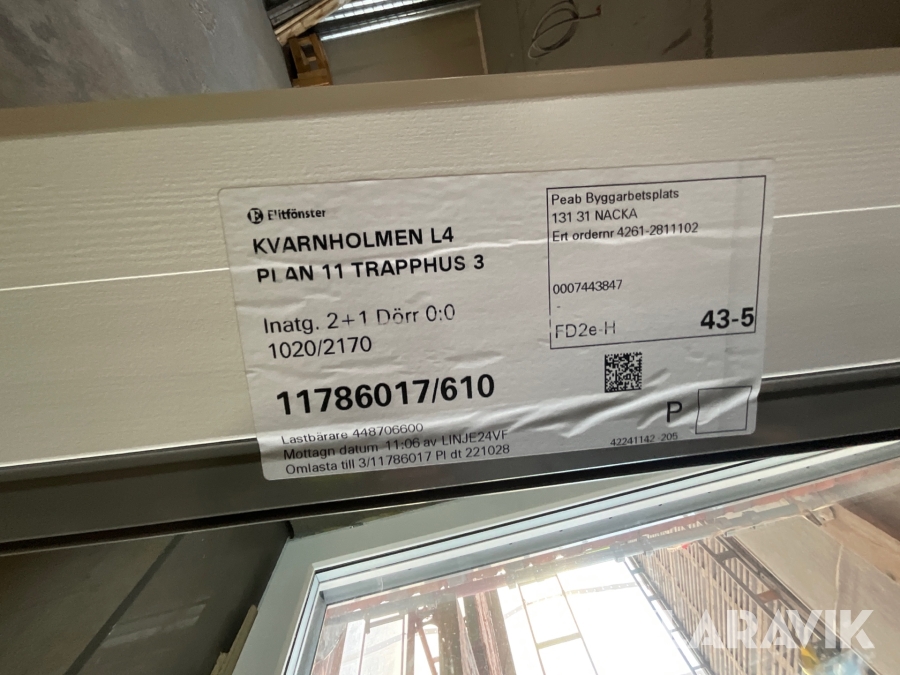 Elitfönster
KVARNHOLMEN L4
PLAN 11 TRAPPHUS 3
Inatg. 2+1 Dörr 0:0
1020/2170
11786017/610
Lastbärare 448706600
Mottagn datum 11:06 av LINJE24VF
Omlasta till 3/11786017 Pl dt 221028
Peab Byggarbetsplats
131 31 NACKA
Ert ordernr 4261-2811102
0007443847
-
FD2e-H
43-5
P
42241142-205
LARAVIK